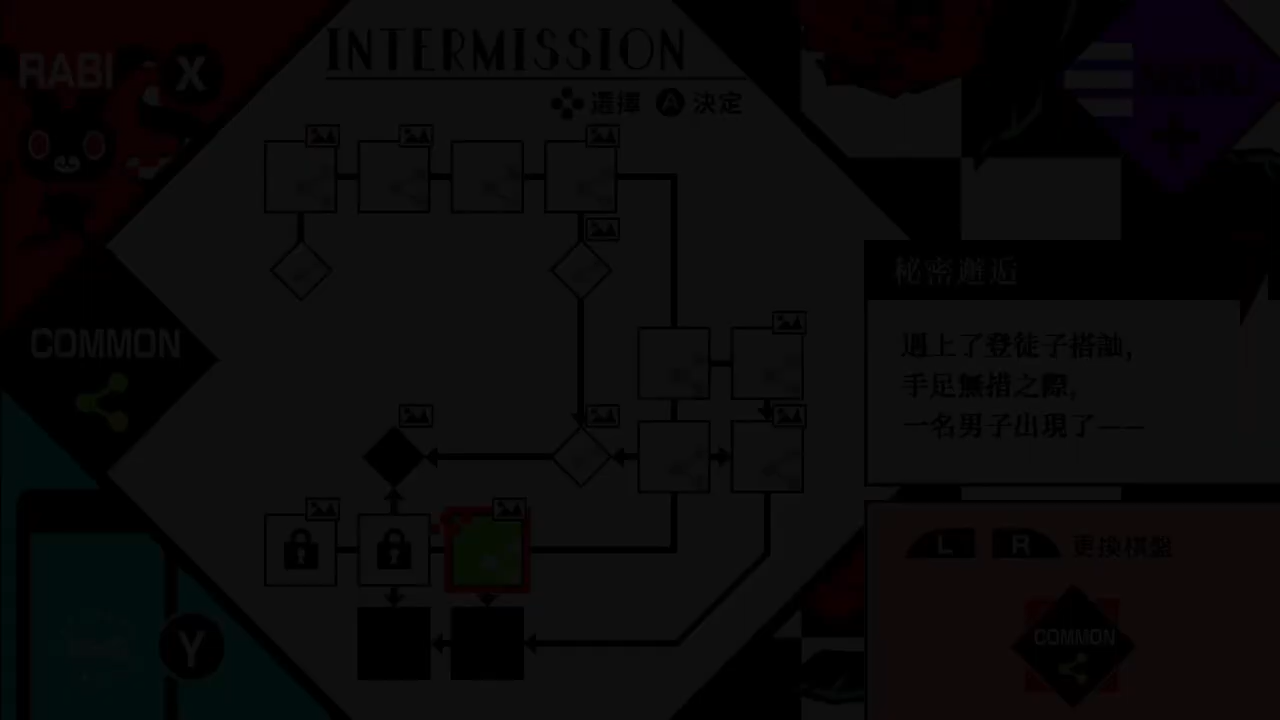 INTERMISSION
RABI X
選擇 A 決定
COMMON
秘密邂逅
遇上了登徒子搭訕，
手足無措之際，
一名男子出現了——
L R 更換棋盤
COMMON
Y